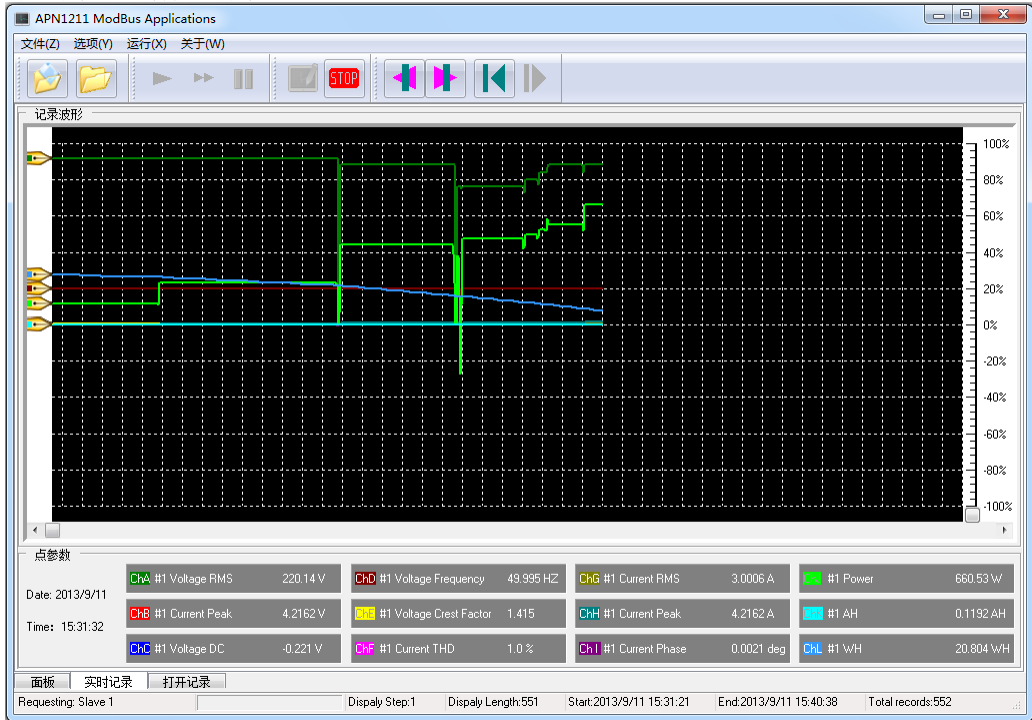 APN1211 ModBus Applications
文件(Z) 选项(Y) 运行(X) 关于(W)
STOP
记录波形
100%
80%
60%
40%
20%
0%
-20%
-40%
-60%
-80%
-100%
点参数
Date: 2013/9/11
Time: 15:31:32
ChA #1 Voltage RMS 220.14 V
ChD #1 Voltage Frequency 49.995 HZ
ChG #1 Current RMS 3.0006 A
#1 Power 660.53 W
ChB #1 Current Peak 4.2162 V
ChE #1 Voltage Crest Factor 1.415
ChH #1 Current Peak 4.2162 A
#1 AH 0.1192 AH
ChC #1 Voltage DC -0.221 V
ChF #1 Current THD 1.0 %
Ch I #1 Current Phase 0.0021 deg
ChL #1 WH 20.804 WH
面板 实时记录 打开记录
Requesting: Slave 1 Dispaly Step:1 Dispaly Length:551 Start:2013/9/11 15:31:21 End:2013/9/11 15:40:38 Total records:552